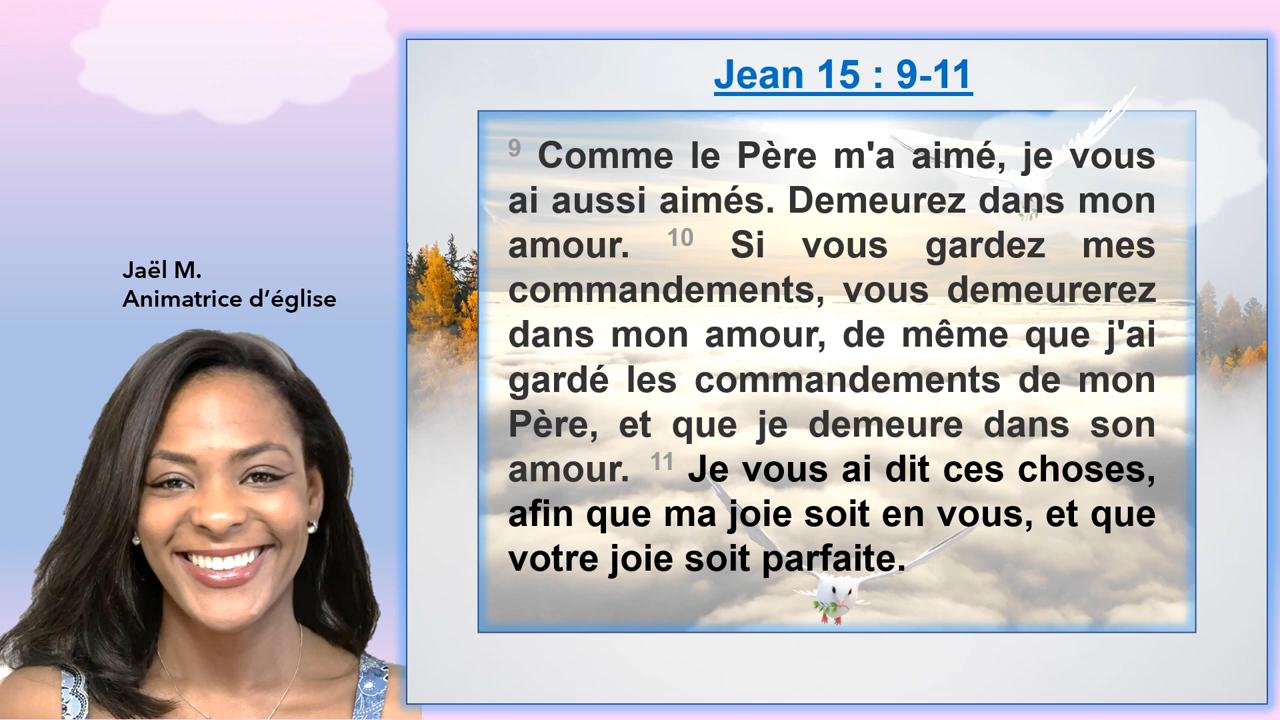 Jean 15 : 9-11
9 Comme le Père m'a aimé, je vous
ai aussi aimés. Demeurez dans mon
amour. 10 Si vous gardez mes
commandements, vous demeurerez
dans mon amour, de même que j'ai
gardé les commandements de mon
Père, et que je demeure dans son
amour. 11 Je vous ai dit ces choses,
afin que ma joie soit en vous, et que
votre joie soit parfaite.
Jaël M.
Animatrice d’église